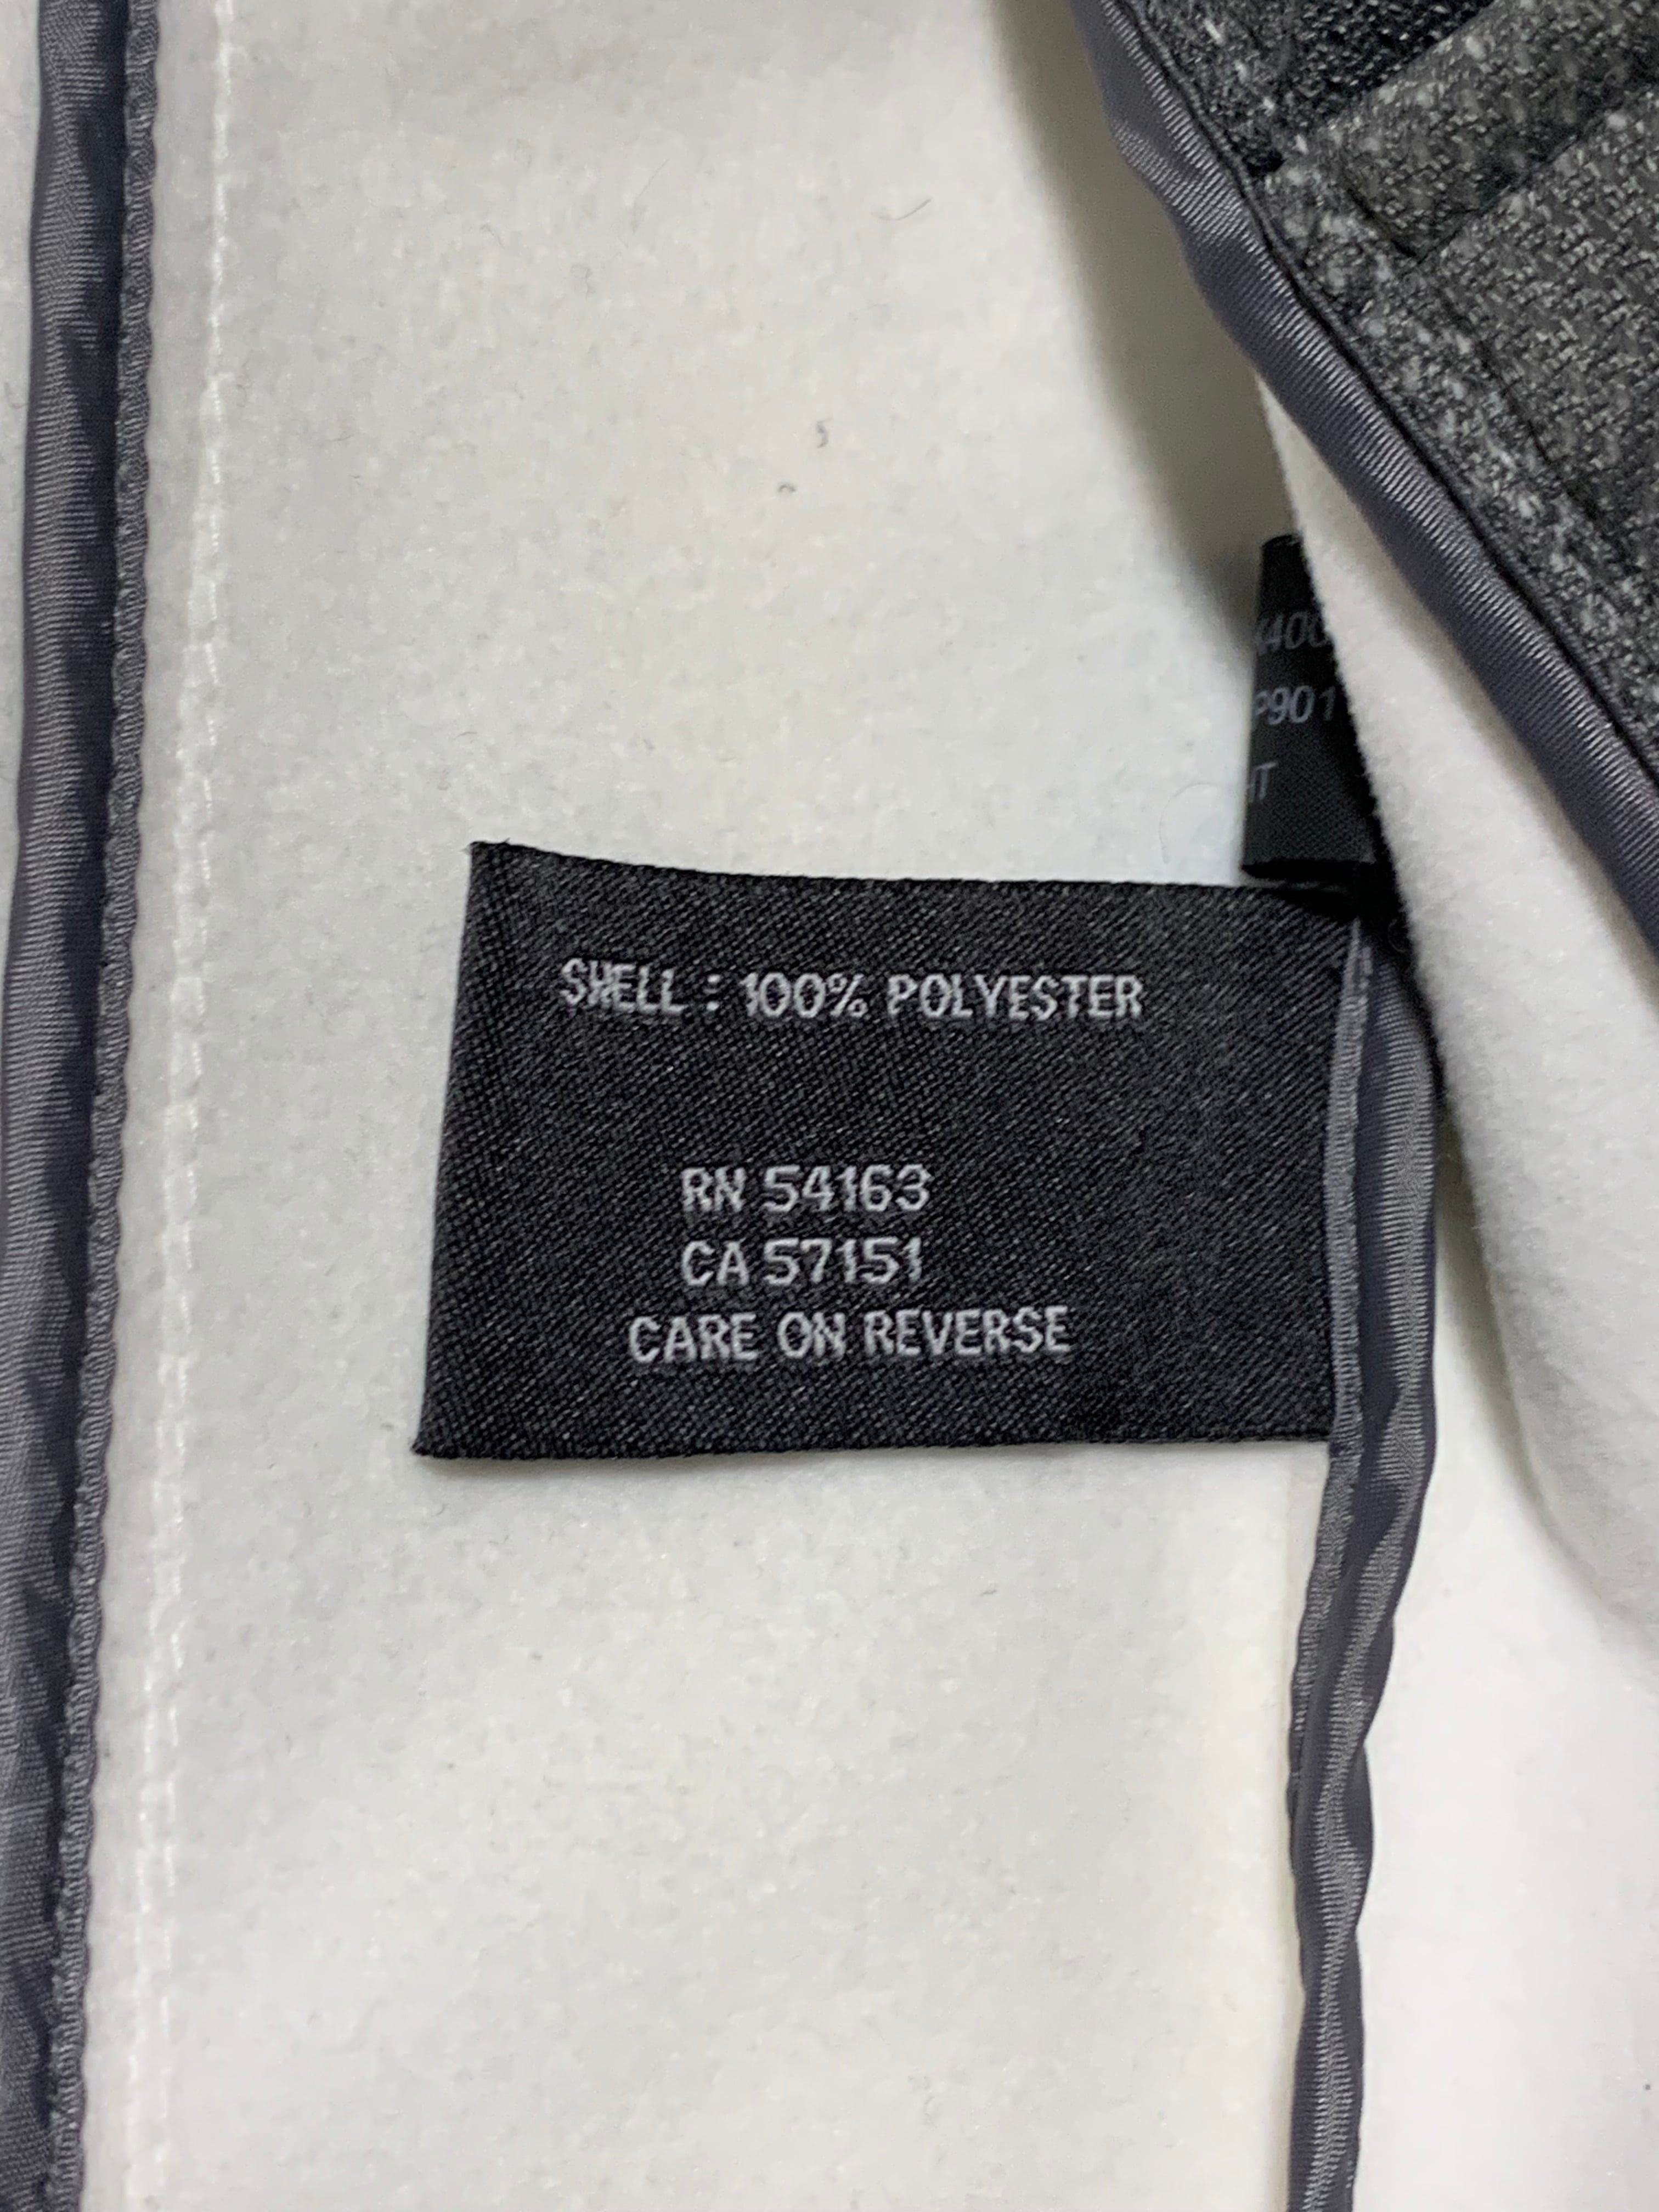 SHELL : 100% POLYESTER
RN 54163
CA 57151
CARE ON REVERSE